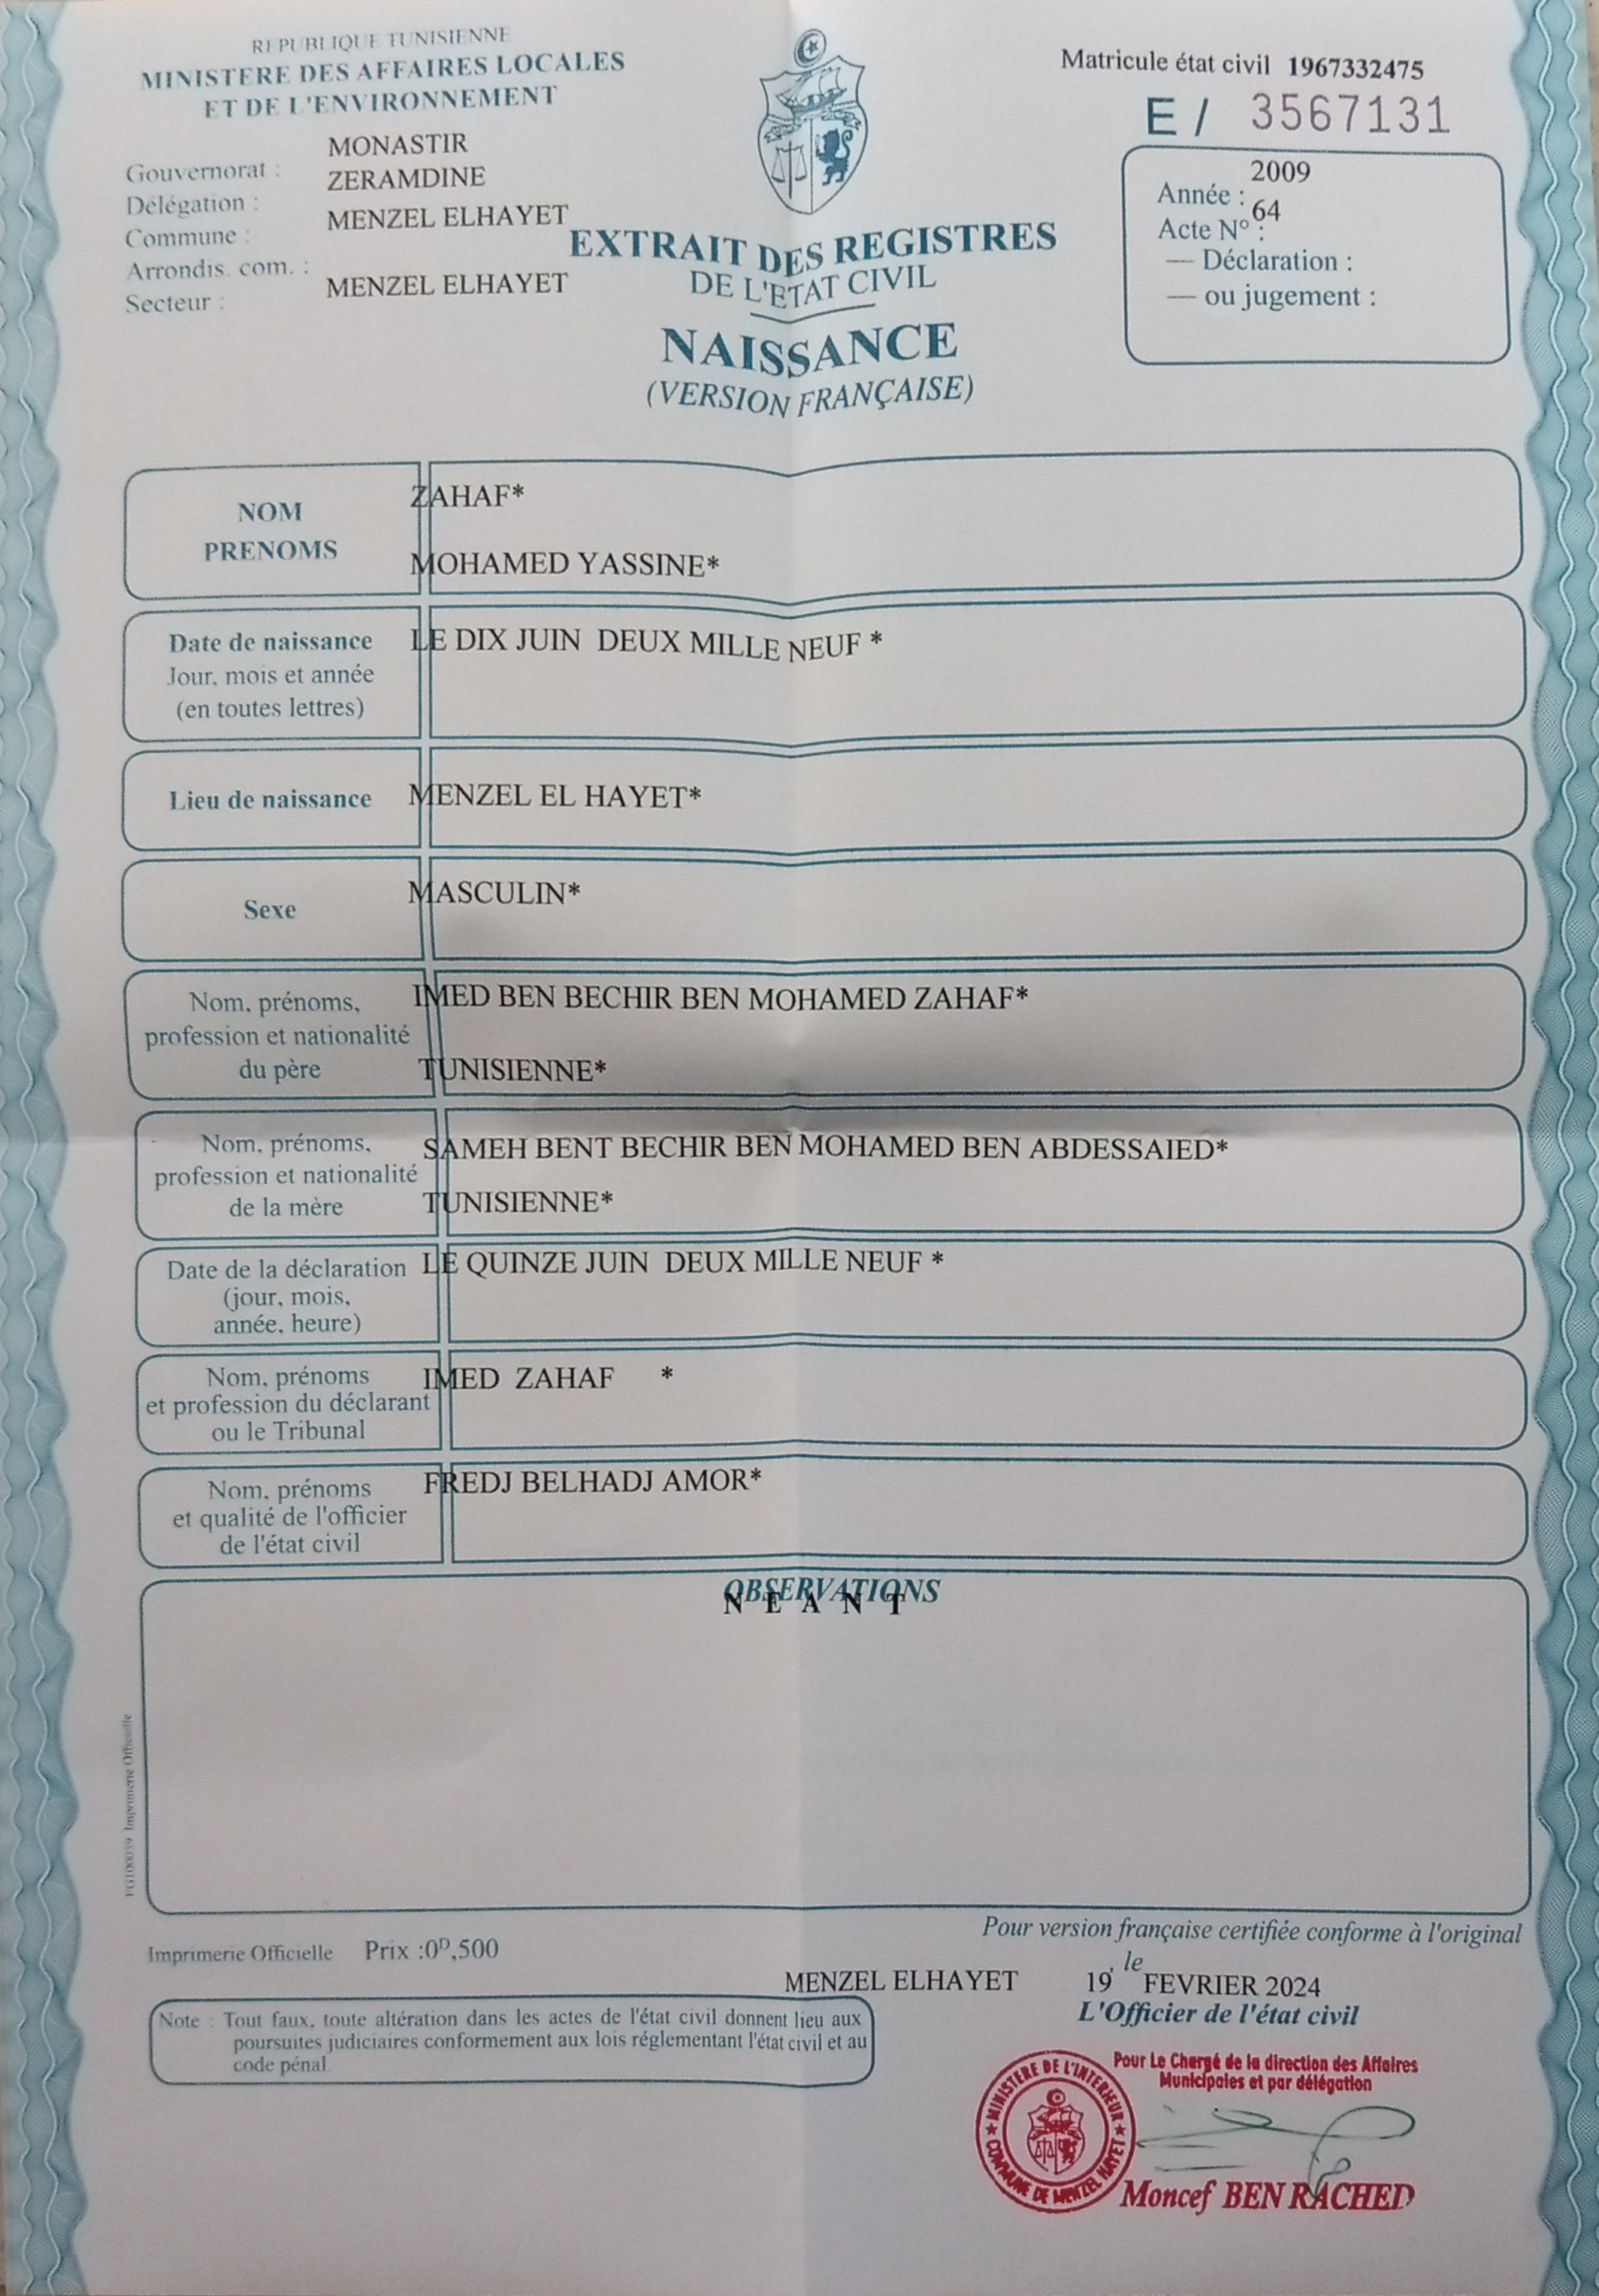 REPUBLIQUE TUNISIENNE
MINISTERE DES AFFAIRES LOCALES
ET DE L'ENVIRONNEMENT
Gouvernorat : MONASTIR
Délégation : ZERAMDINE
Commune : MENZEL ELHAYET
Arrondis. com. :
Secteur : MENZEL ELHAYET
Matricule état civil 1967332475
E / 3567131
Année : 2009
Acte N° : 64
— Déclaration :
— ou jugement :
EXTRAIT DES REGISTRES
DE L'ETAT CIVIL
NAISSANCE
(VERSION FRANÇAISE)
NOM
PRENOMS
ZAHAF*
MOHAMED YASSINE*
Date de naissance
Jour, mois et année
(en toutes lettres)
LE DIX JUIN DEUX MILLE NEUF *
Lieu de naissance
MENZEL EL HAYET*
Sexe
MASCULIN*
Nom, prénoms,
profession et nationalité
du père
IMED BEN BECHIR BEN MOHAMED ZAHAF*
TUNISIENNE*
Nom, prénoms,
profession et nationalité
de la mère
SAMEH BENT BECHIR BEN MOHAMED BEN ABDESSAIED*
TUNISIENNE*
Date de la déclaration
(jour, mois,
année, heure)
LE QUINZE JUIN DEUX MILLE NEUF *
Nom, prénoms
et profession du déclarant
ou le Tribunal
IMED ZAHAF *
Nom, prénoms
et qualité de l'officier
de l'état civil
FREDJ BELHADJ AMOR*
OBSERVATIONS
N E A N T
FG100039 Imprimerie Officielle
Imprimerie Officielle Prix :0ᴰ,500
Pour version française certifiée conforme à l'original
MENZEL ELHAYET, le 19 FEVRIER 2024
L'Officier de l'état civil
Note : Tout faux, toute altération dans les actes de l'état civil donnent lieu aux
poursuites judiciaires conformement aux lois réglementant l'état civil et au
code pénal.
Pour Le Chargé de la direction des Affaires
Municipales et par délégation
MINISTERE DE L'INTERIEUR
COMMUNE DE MENZEL HAYET
Moncef BEN RACHED